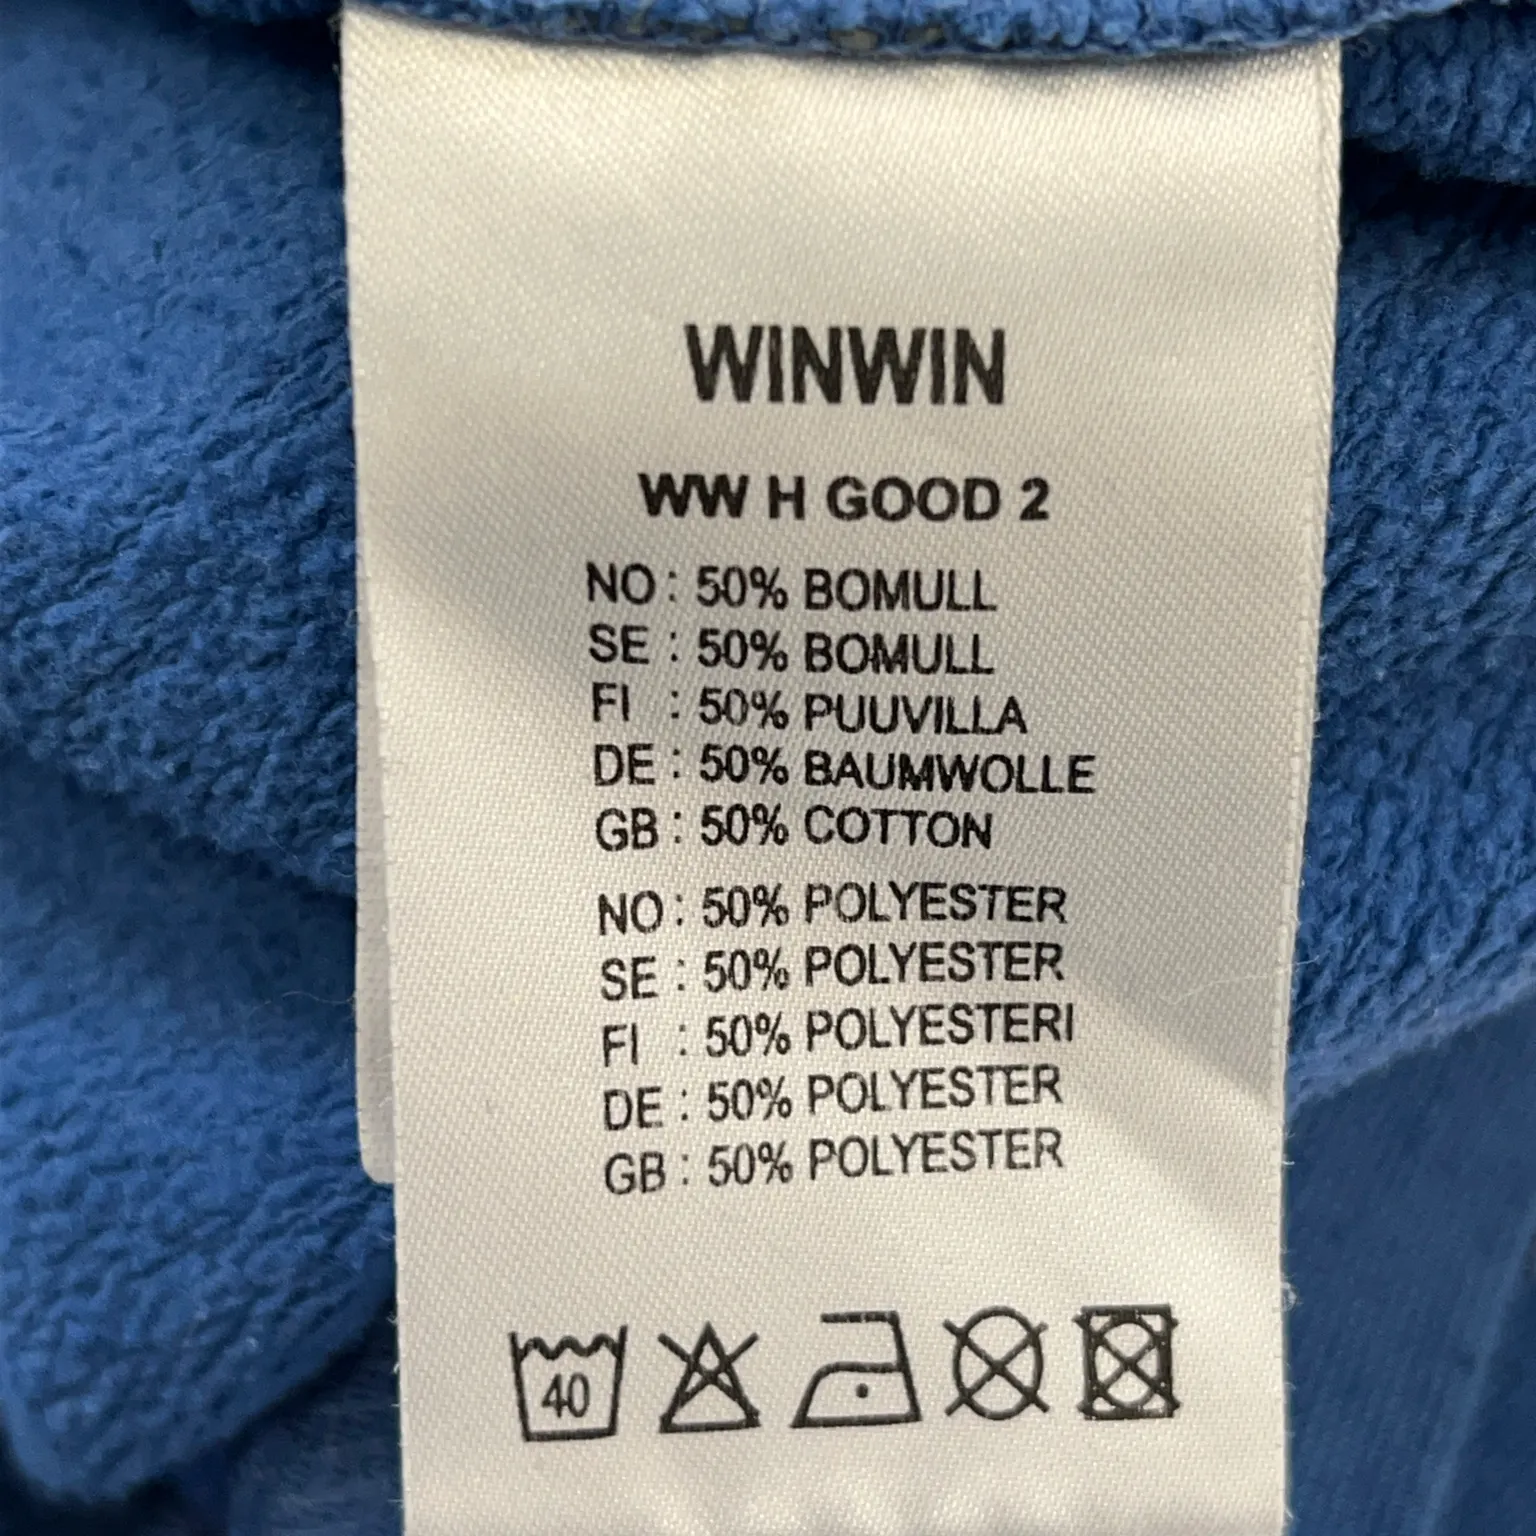 WINWIN
WW H GOOD 2
NO : 50% BOMULL
SE : 50% BOMULL
FI : 50% PUUVILLA
DE : 50% BAUMWOLLE
GB : 50% COTTON
NO : 50% POLYESTER
SE : 50% POLYESTER
FI : 50% POLYESTERI
DE : 50% POLYESTER
GB : 50% POLYESTER
40